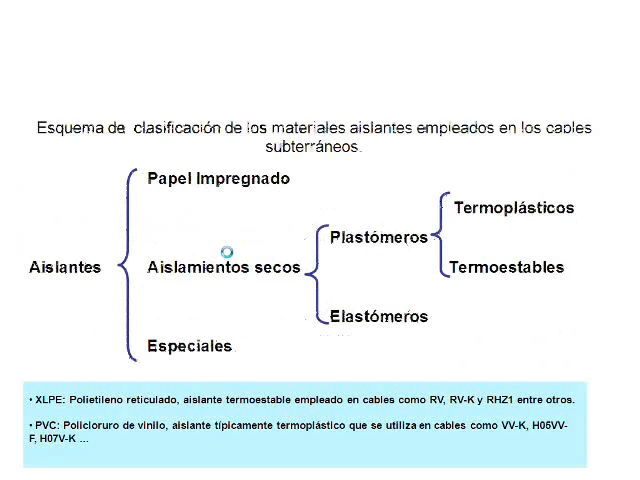 Esquema de clasificación de los materiales aislantes empleados en los cables
subterráneos.
Papel Impregnado
Termoplásticos
Plastómeros
Aislantes
Aislamientos secos
Termoestables
Elastómeros
Especiales
• XLPE: Polietileno reticulado, aislante termoestable empleado en cables como RV, RV-K y RHZ1 entre otros.
• PVC: Policloruro de vinilo, aislante típicamente termoplástico que se utiliza en cables como VV-K, H05VV-
F, H07V-K ...